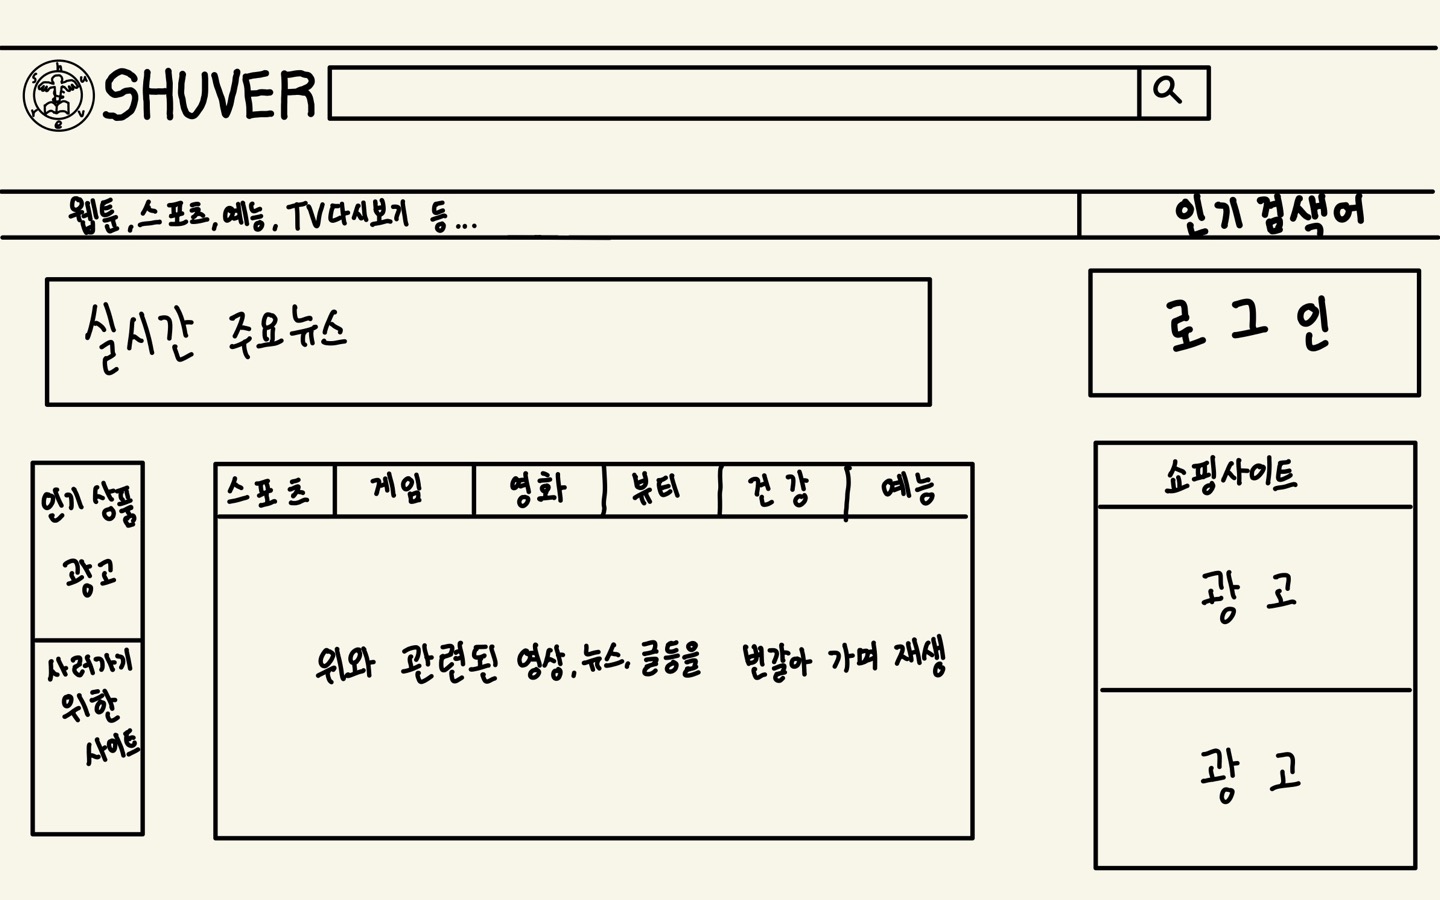 Shuver
SHUVER
웹툰, 스포츠, 예능, TV다시보기 등...
인기검색어
실시간 주요뉴스
로그인
인기상품
광고
사러가기
위한
사이트
스포츠 게임 영화 뷰티 건강 예능
위와 관련된 영상, 뉴스, 글등을 번갈아 가며 재생
쇼핑사이트
광고
광고